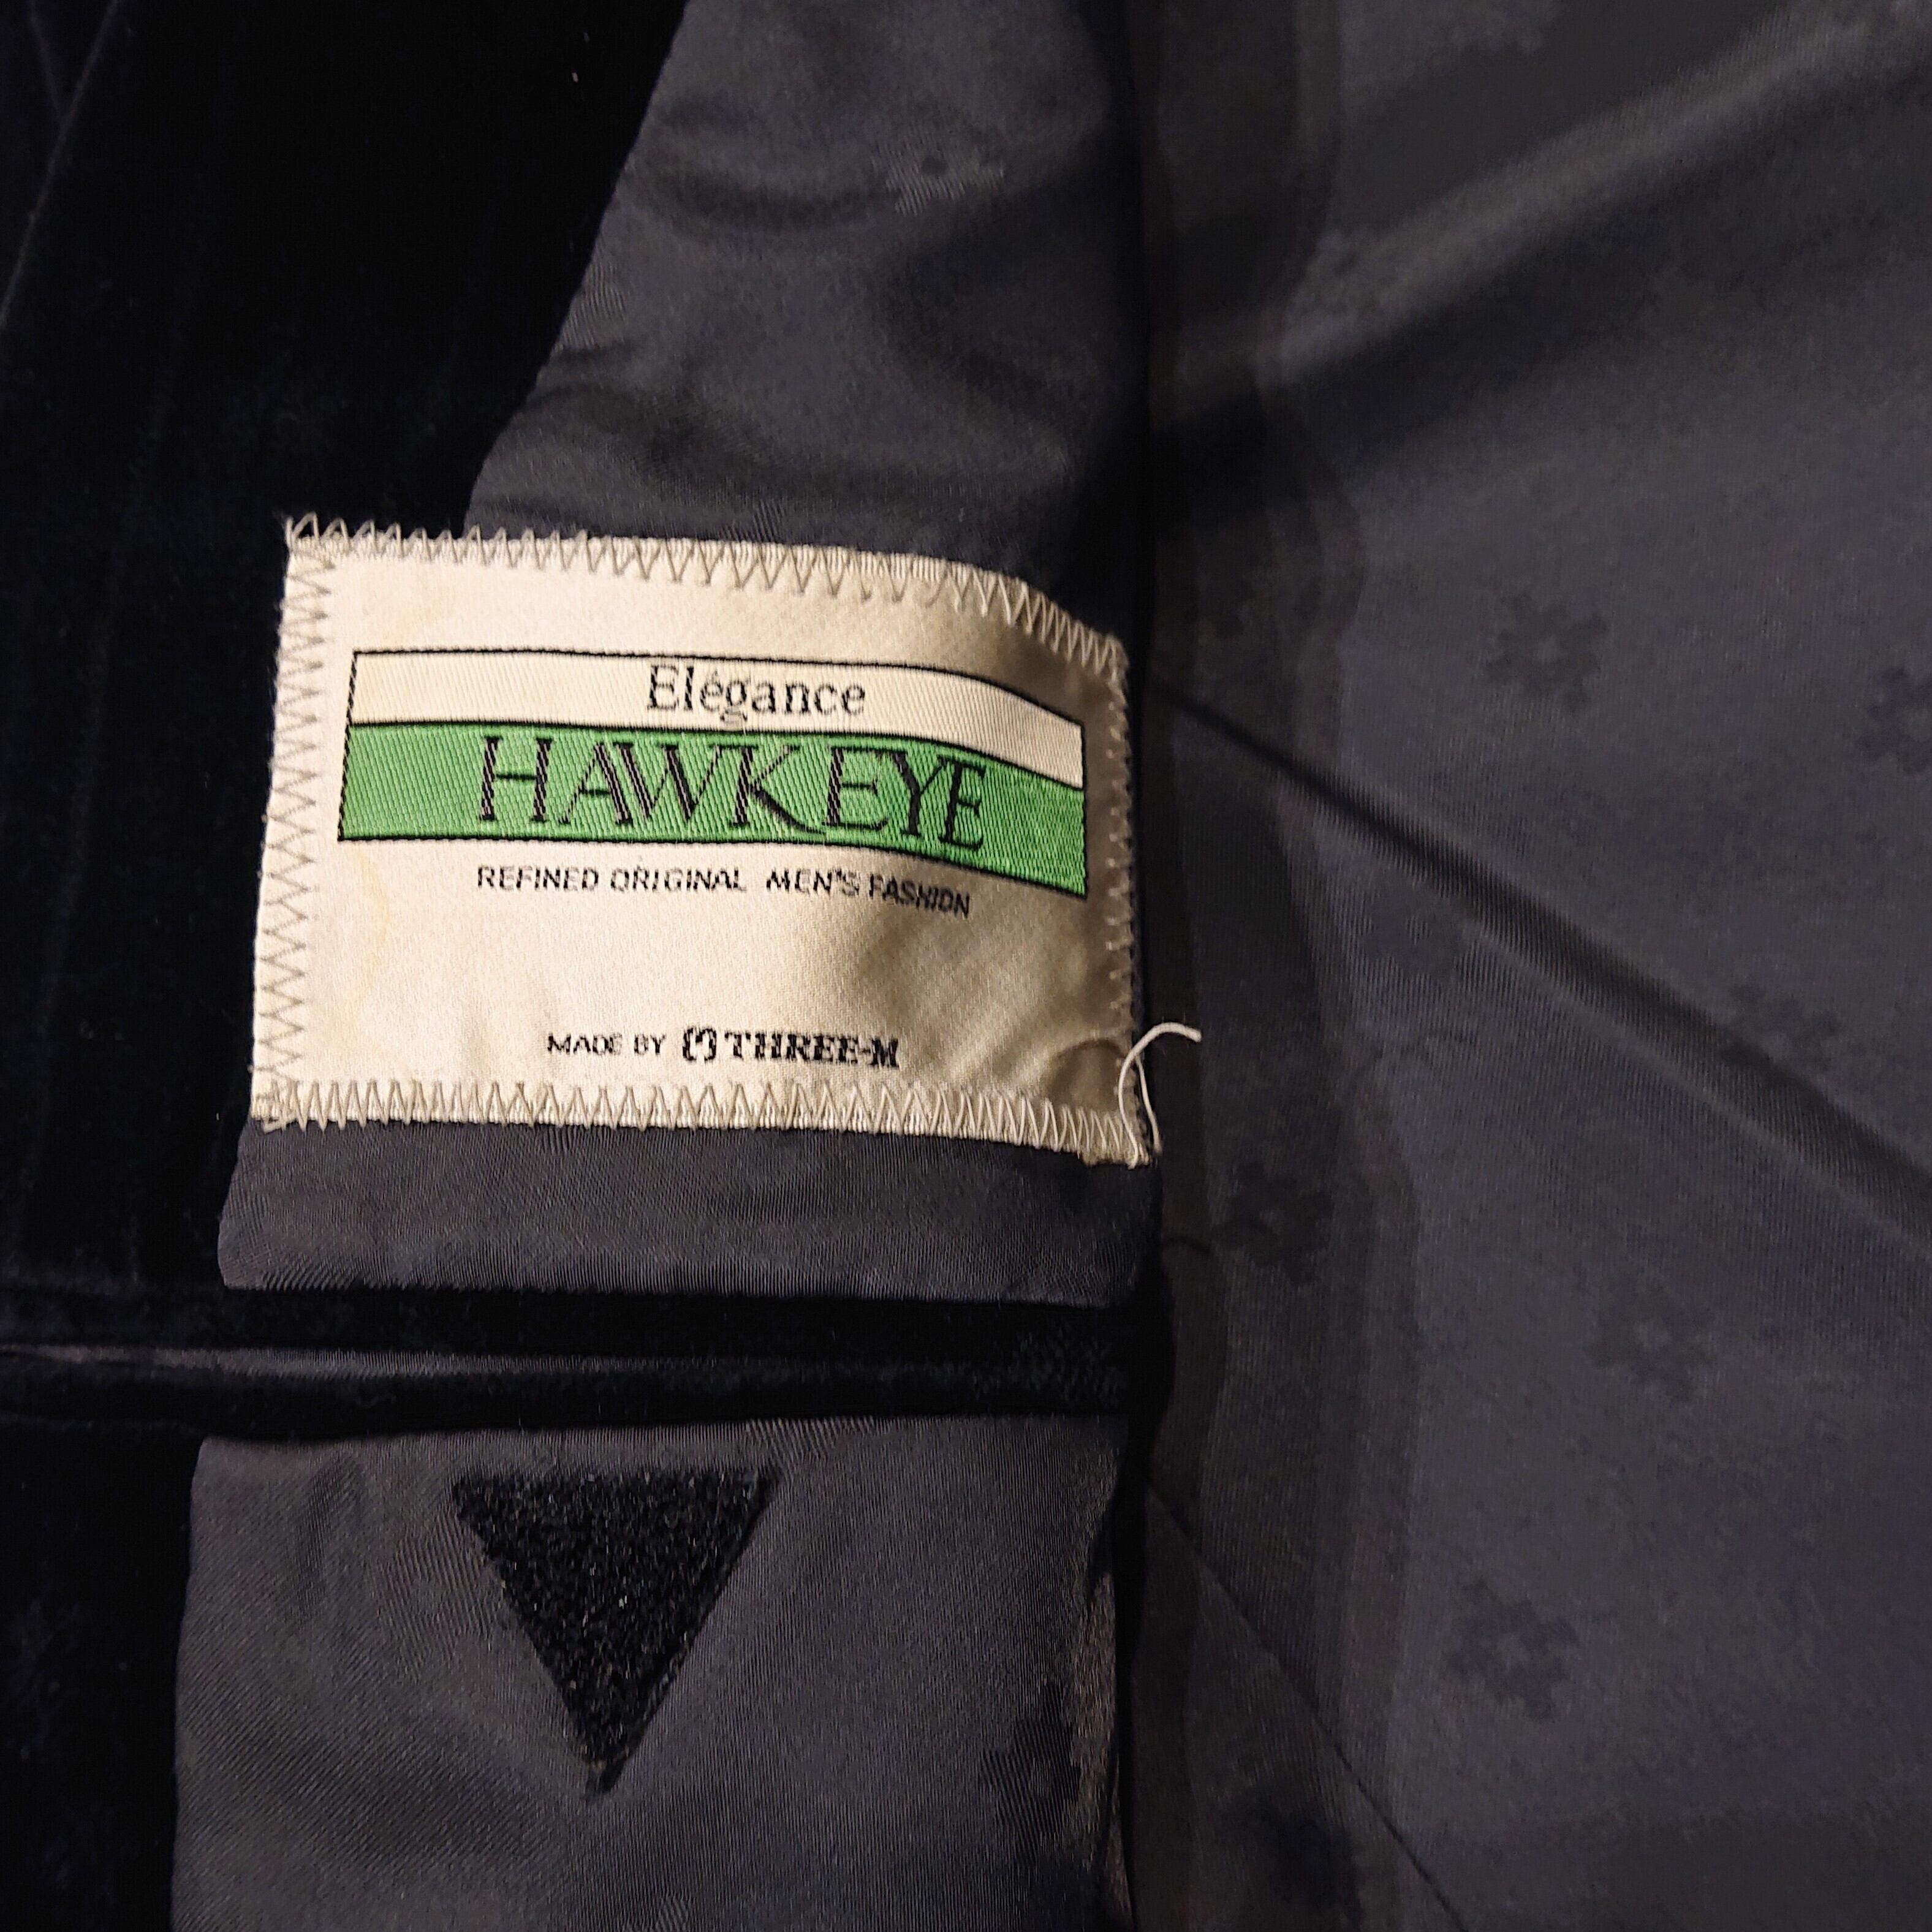 Elégance
HAWKEYE
REFINED ORIGINAL MEN'S FASHION
MADE BY THREE-M